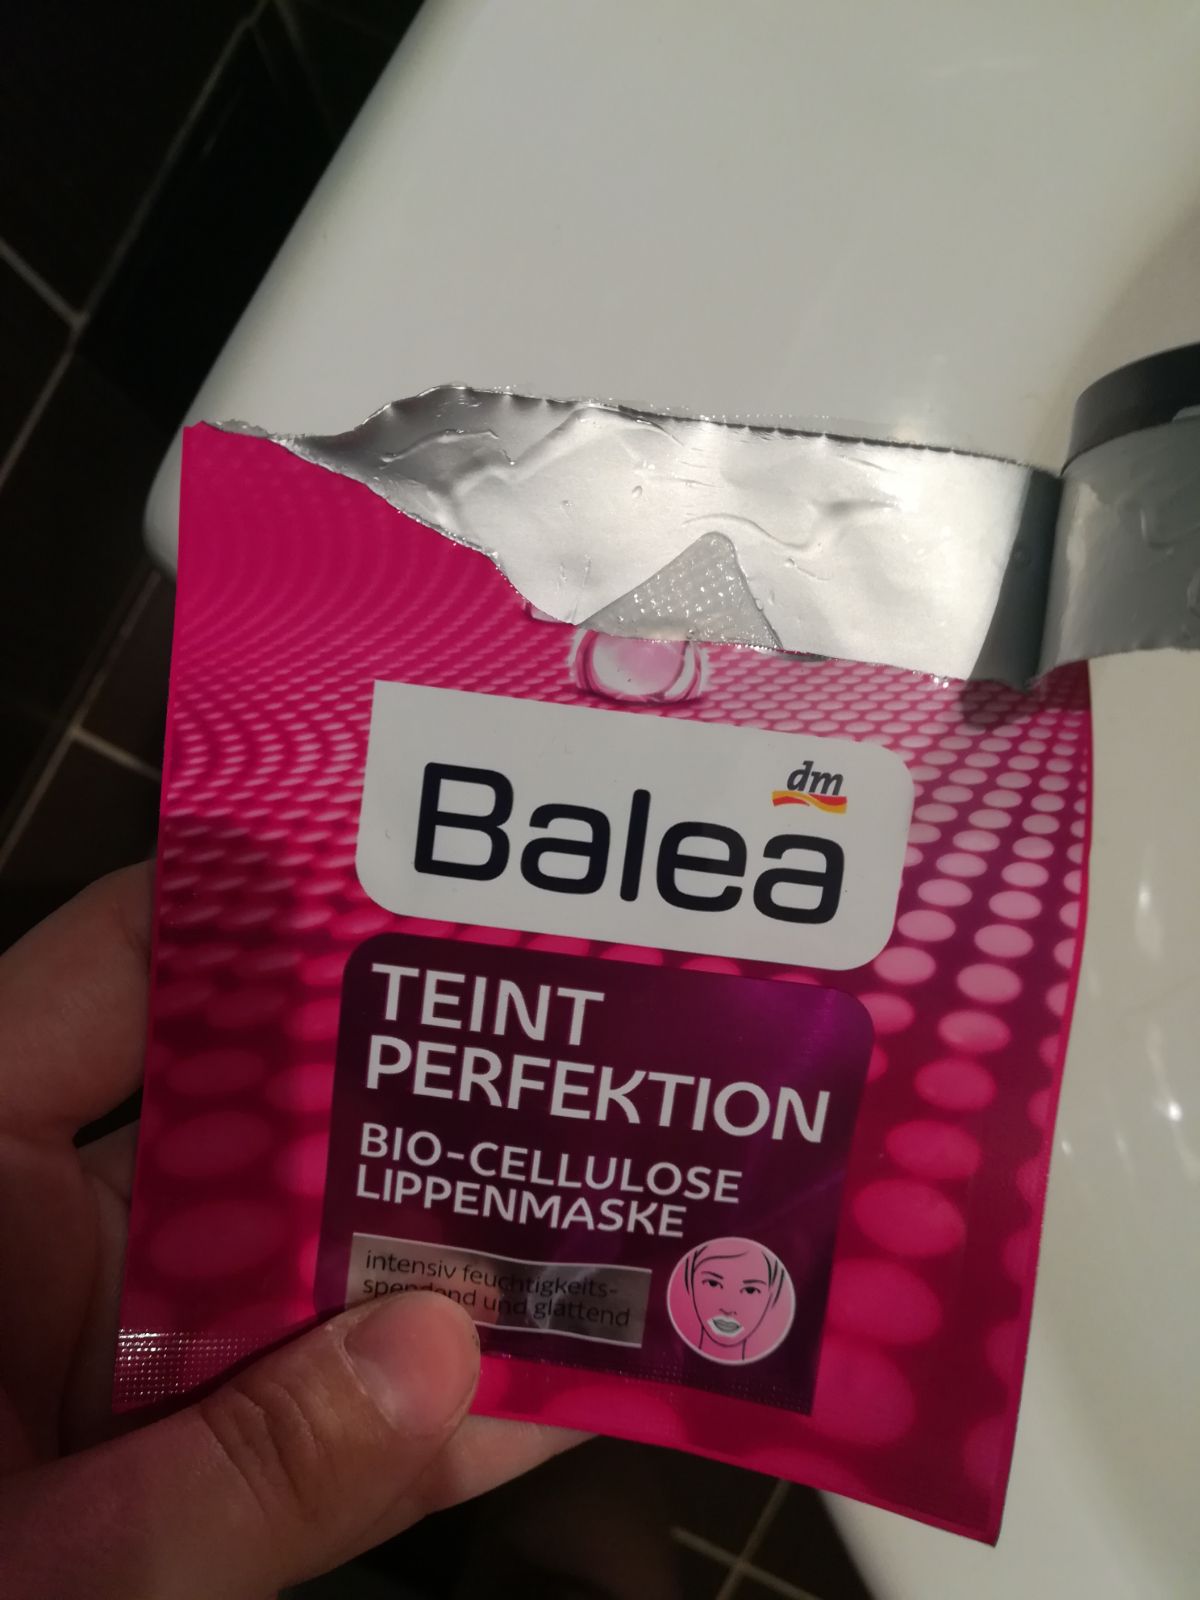 dm
Balea
TEINT
PERFEKTION
BIO-CELLULOSE
LIPPENMASKE
intensiv feuchtigkeits-
spendend und glättend